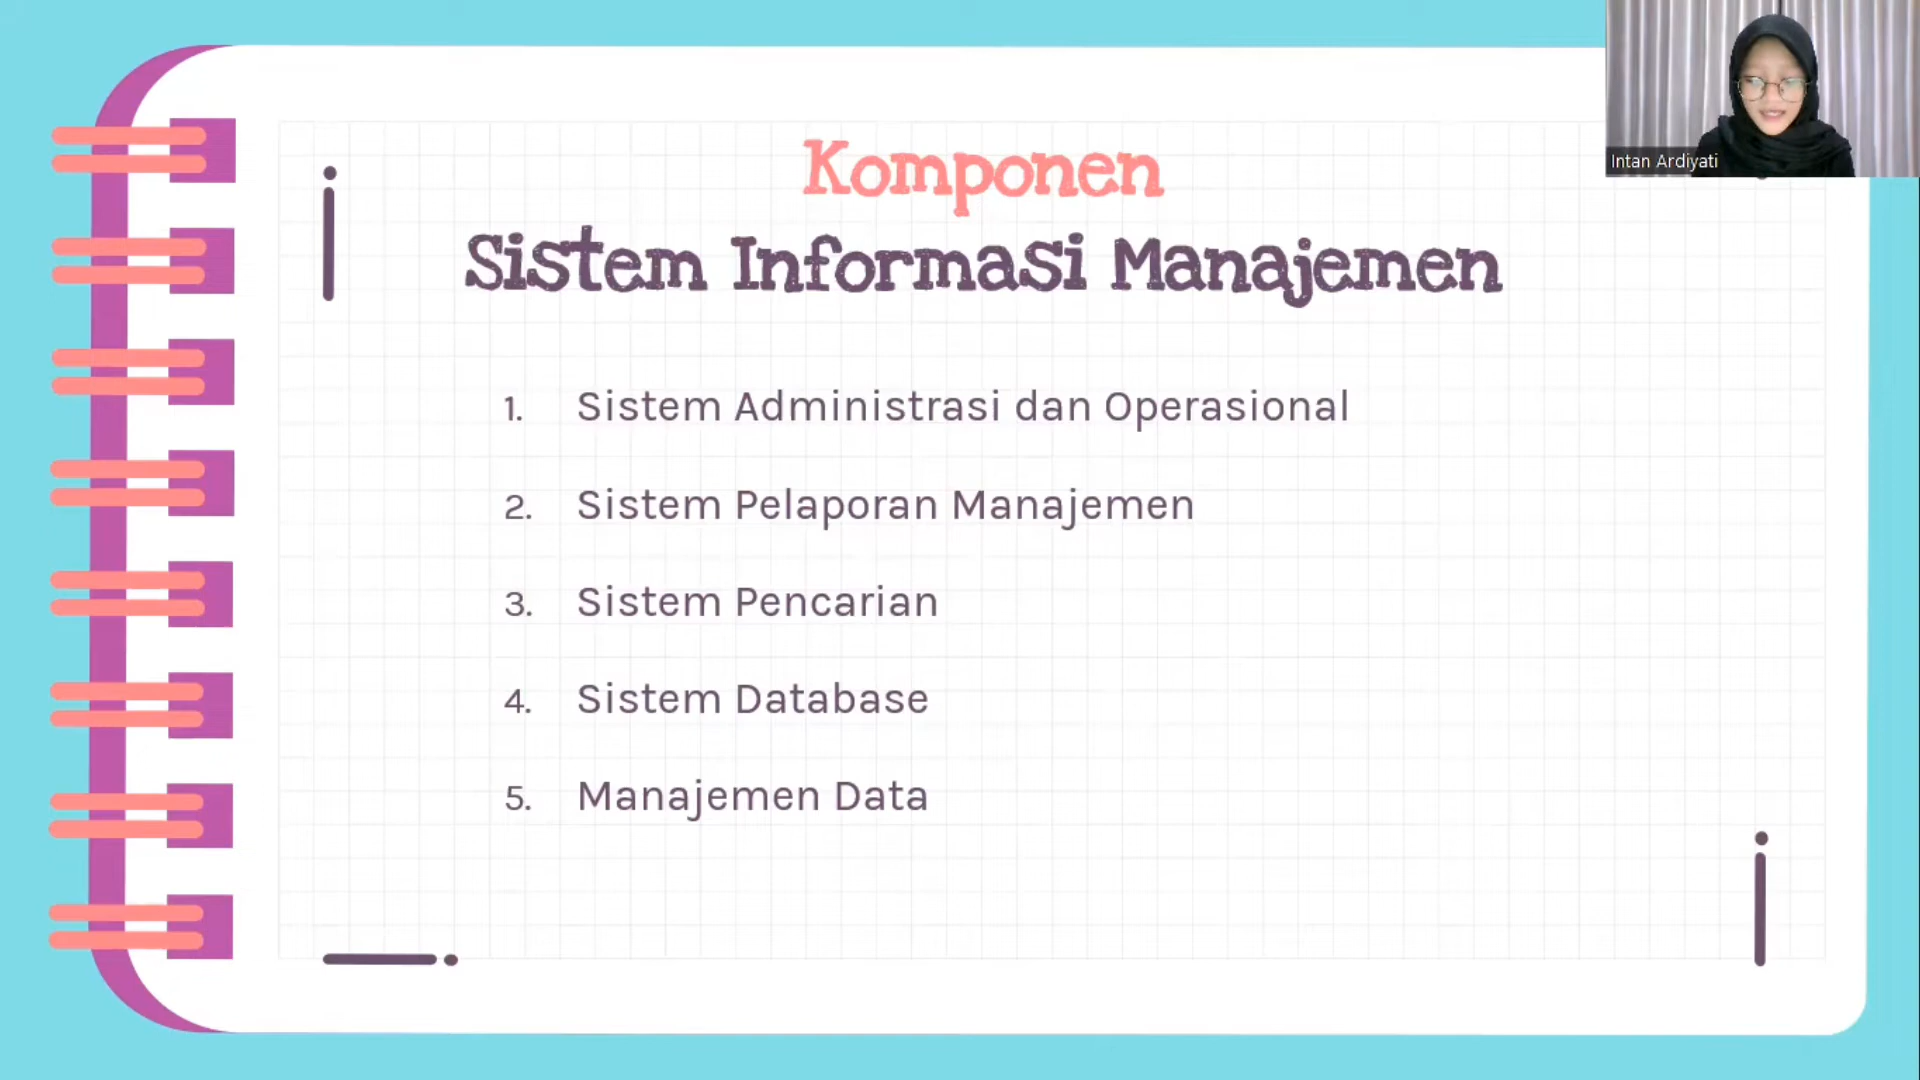 Komponen
Sistem Informasi Manajemen
1. Sistem Administrasi dan Operasional
2. Sistem Pelaporan Manajemen
3. Sistem Pencarian
4. Sistem Database
5. Manajemen Data
Intan Ardiyati